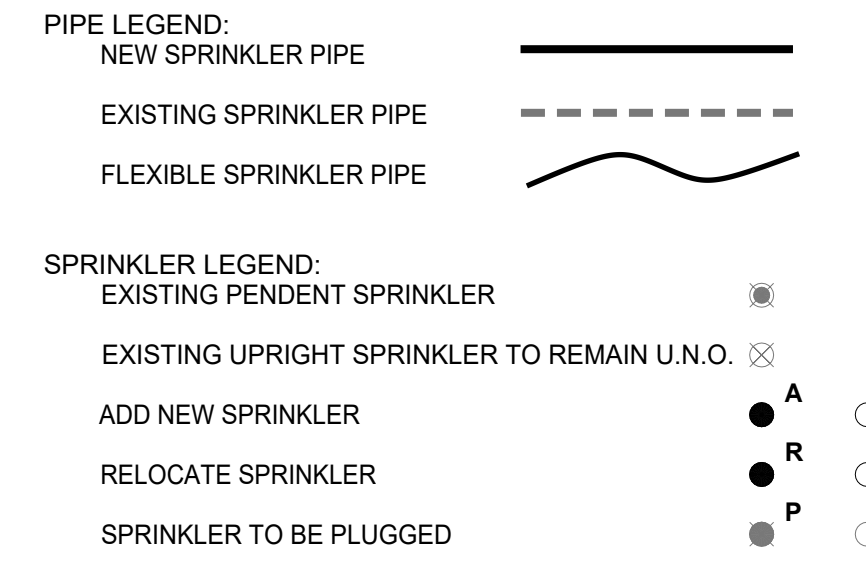 PIPE LEGEND:
NEW SPRINKLER PIPE
EXISTING SPRINKLER PIPE
FLEXIBLE SPRINKLER PIPE
SPRINKLER LEGEND:
EXISTING PENDENT SPRINKLER
EXISTING UPRIGHT SPRINKLER TO REMAIN U.N.O.
ADD NEW SPRINKLER A
RELOCATE SPRINKLER R
SPRINKLER TO BE PLUGGED P